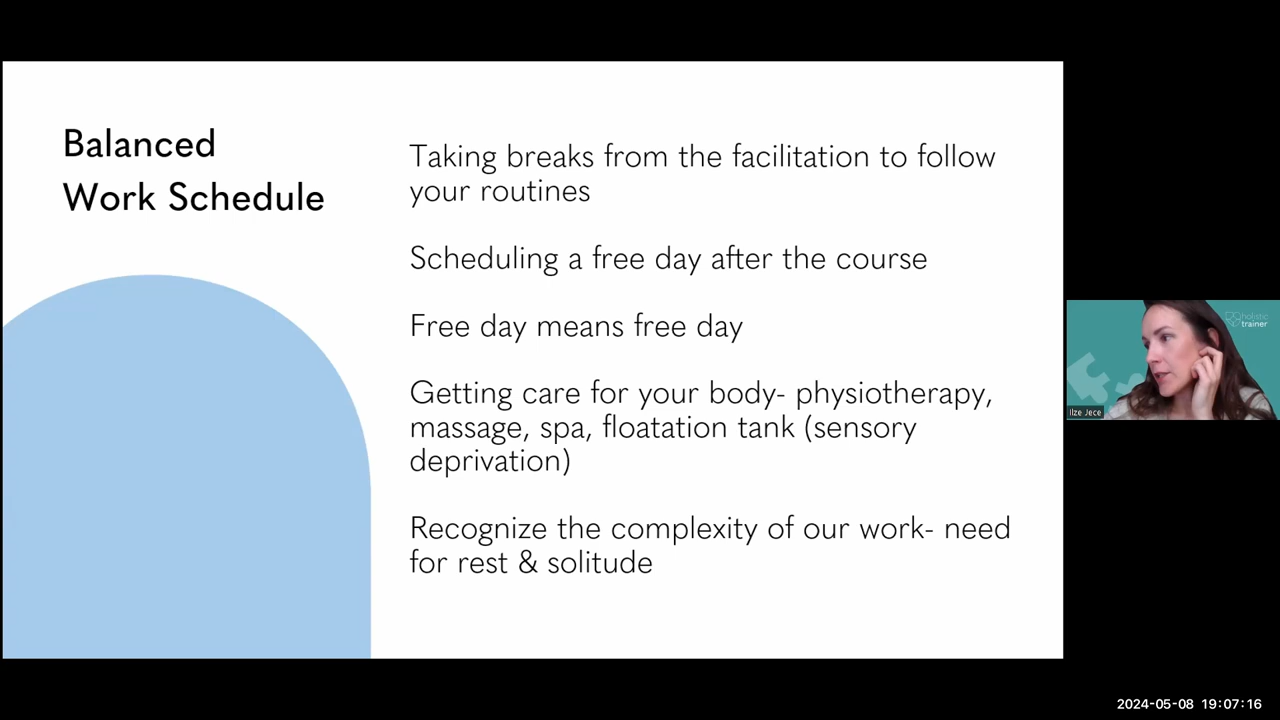 Balanced
Work Schedule
Taking breaks from the facilitation to follow
your routines
Scheduling a free day after the course
Free day means free day
Getting care for your body- physiotherapy,
massage, spa, floatation tank (sensory
deprivation)
Recognize the complexity of our work- need
for rest & solitude
holistic
trainer
Ilze Jece
2024-05-08 19:07:16